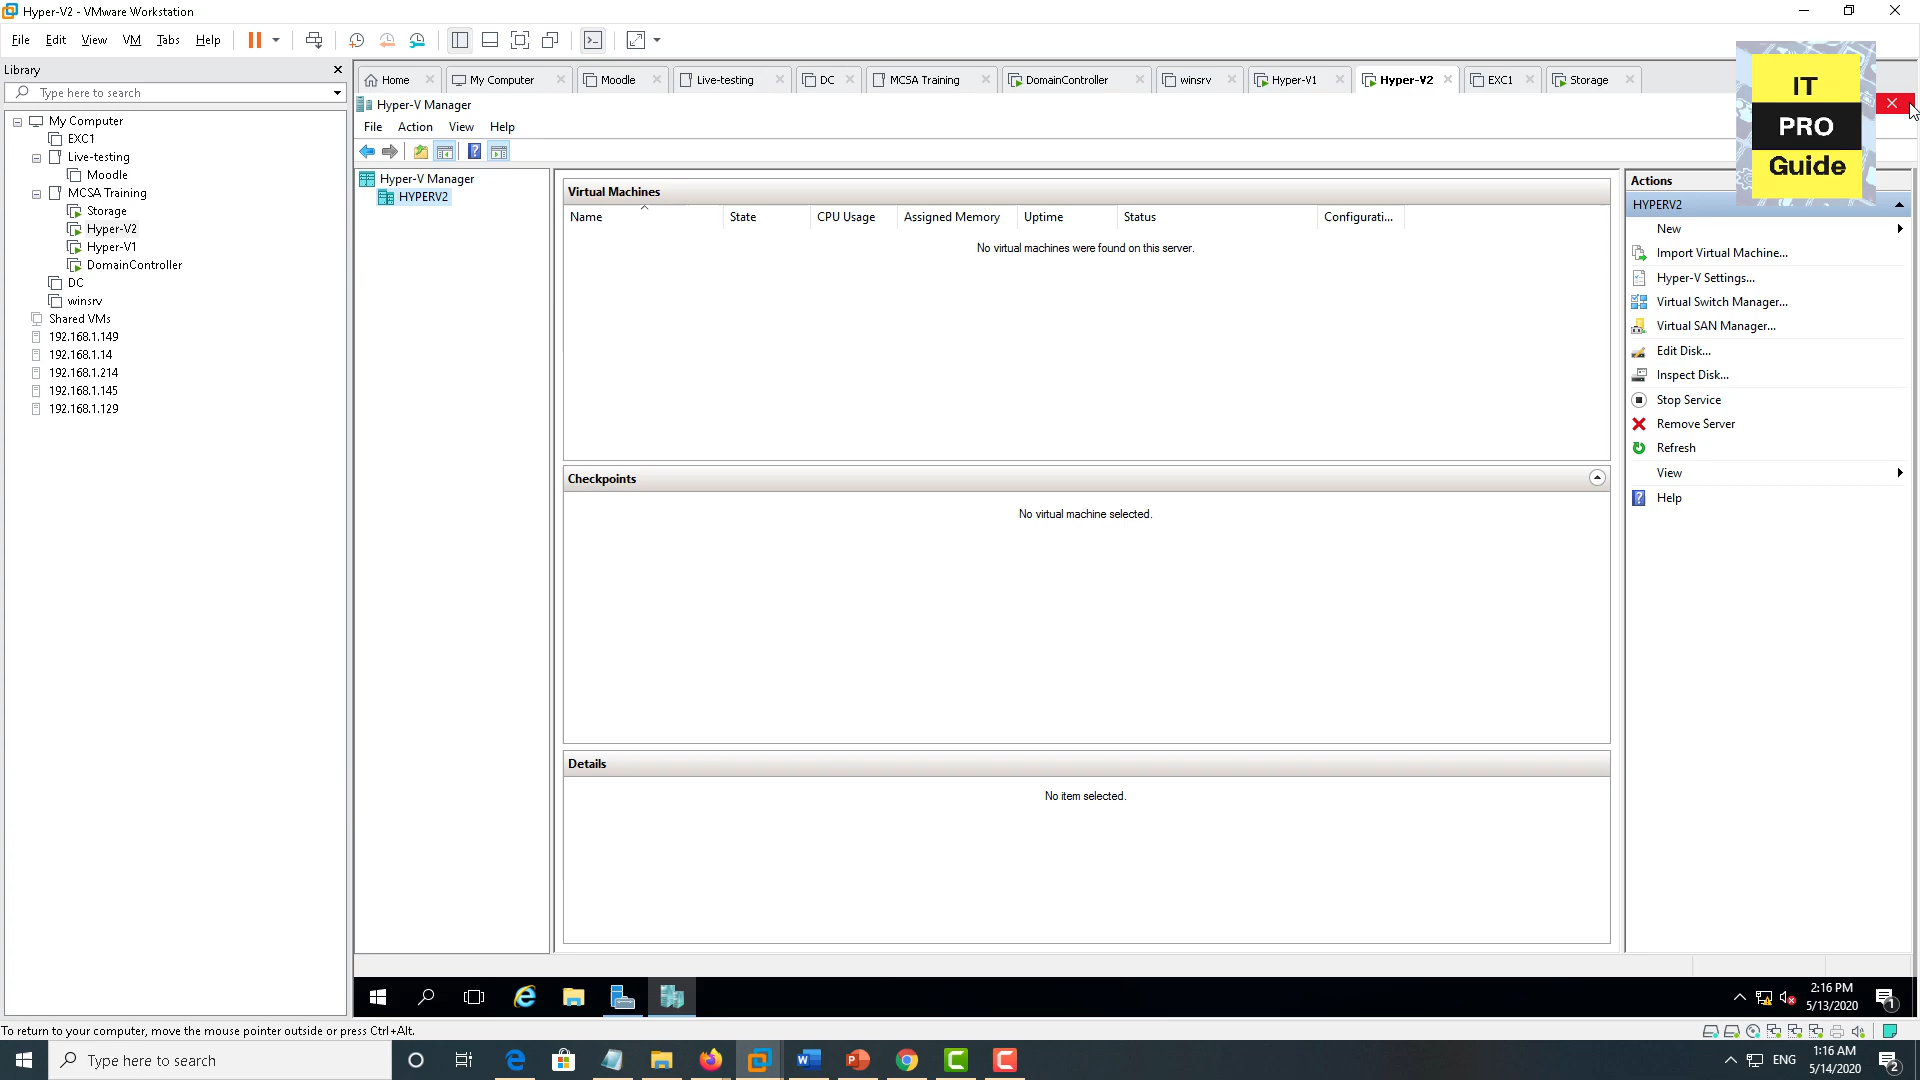 Hyper-V2 - VMware Workstation
File Edit View VM Tabs Help
Library
Type here to search
My Computer
EXC1
Live-testing
Moodle
MCSA Training
Storage
Hyper-V2
Hyper-V1
DomainController
DC
winsrv
Shared VMs
192.168.1.149
192.168.1.14
192.168.1.214
192.168.1.145
192.168.1.129
Home My Computer Moodle Live-testing DC MCSA Training DomainController winsrv Hyper-V1 Hyper-V2 EXC1 Storage
Hyper-V Manager
File Action View Help
Hyper-V Manager
HYPERV2
Virtual Machines
Name State CPU Usage Assigned Memory Uptime Status Configurati...
No virtual machines were found on this server.
Checkpoints
No virtual machine selected.
Details
No item selected.
IT
PRO
Guide
Actions
HYPERV2
New
Import Virtual Machine...
Hyper-V Settings...
Virtual Switch Manager...
Virtual SAN Manager...
Edit Disk...
Inspect Disk...
Stop Service
Remove Server
Refresh
View
Help
2:16 PM
5/13/2020
1
To return to your computer, move the mouse pointer outside or press Ctrl+Alt.
Type here to search
ENG
1:16 AM
5/14/2020
2